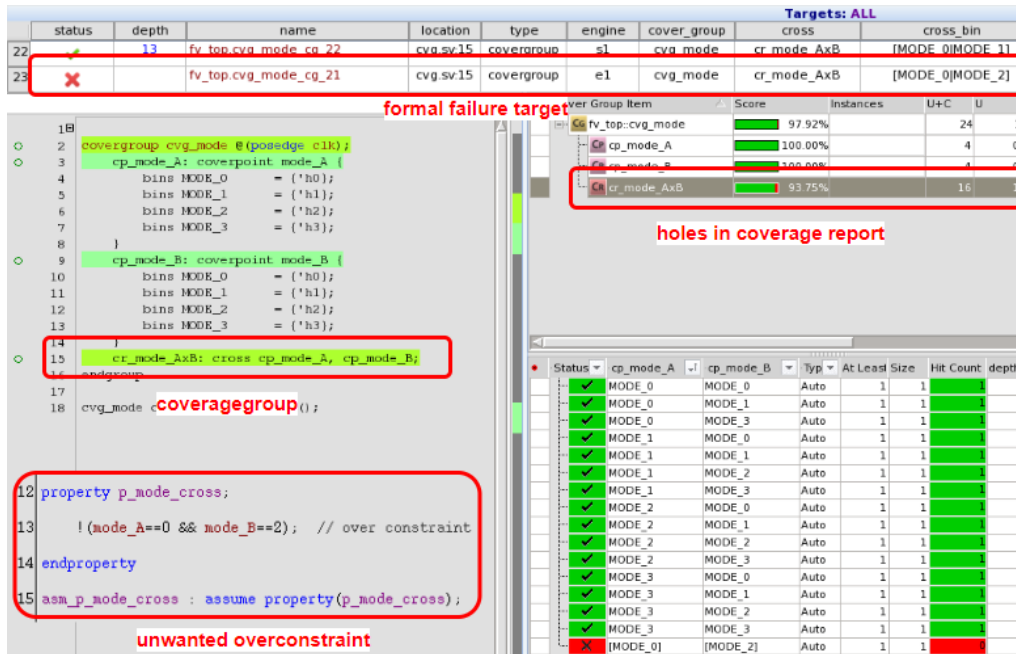 Targets: ALL
status depth name location type engine cover_group cross cross_bin
22 13 fv_top.cvg_mode_cg_22 cvg.sv:15 covergroup s1 cvg_mode cr_mode_AxB [MODE_0|MODE_1]
23 fv_top.cvg_mode_cg_21 cvg.sv:15 covergroup e1 cvg_mode cr_mode_AxB [MODE_0|MODE_2]
formal failure target
ver Group Item Score Instances U+C U
CG fv_top::cvg_mode 97.92% 24
CP cp_mode_A 100.00% 4
CP cp_mode_B 100.00% 4
CR cr_mode_AxB 93.75% 16
holes in coverage report
1
2 covergroup cvg_mode @(posedge clk);
3 cp_mode_A: coverpoint mode_A {
4 bins MODE_0 = {'h0};
5 bins MODE_1 = {'h1};
6 bins MODE_2 = {'h2};
7 bins MODE_3 = {'h3};
8 }
9 cp_mode_B: coverpoint mode_B {
10 bins MODE_0 = {'h0};
11 bins MODE_1 = {'h1};
12 bins MODE_2 = {'h2};
13 bins MODE_3 = {'h3};
14 }
15 cr_mode_AxB: cross cp_mode_A, cp_mode_B;
16 endgroup
17
18 cvg_mode c ();
coveragegroup
12 property p_mode_cross;
13 !(mode_A==0 && mode_B==2); // over constraint
14 endproperty
15 asm_p_mode_cross : assume property(p_mode_cross);
unwanted overconstraint
Status cp_mode_A cp_mode_B Typ At Least Size Hit Count depth
MODE_0 MODE_0 Auto 1 1 1
MODE_0 MODE_1 Auto 1 1 1
MODE_0 MODE_3 Auto 1 1 1
MODE_1 MODE_0 Auto 1 1 1
MODE_1 MODE_1 Auto 1 1 1
MODE_1 MODE_2 Auto 1 1 1
MODE_1 MODE_3 Auto 1 1 1
MODE_2 MODE_0 Auto 1 1 1
MODE_2 MODE_1 Auto 1 1 1
MODE_2 MODE_2 Auto 1 1 1
MODE_2 MODE_3 Auto 1 1 1
MODE_3 MODE_0 Auto 1 1 1
MODE_3 MODE_1 Auto 1 1 1
MODE_3 MODE_2 Auto 1 1 1
MODE_3 MODE_3 Auto 1 1 1
[MODE_0] [MODE_2] Auto 1 1 0